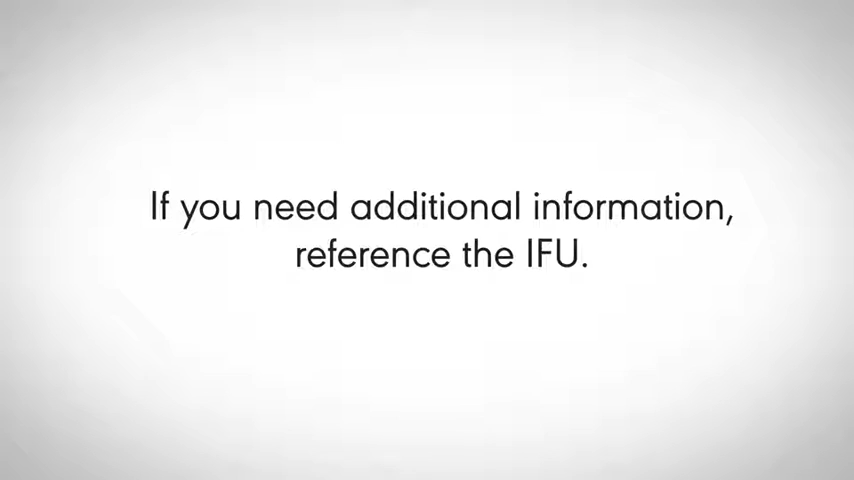 If you need additional information,
reference the IFU.